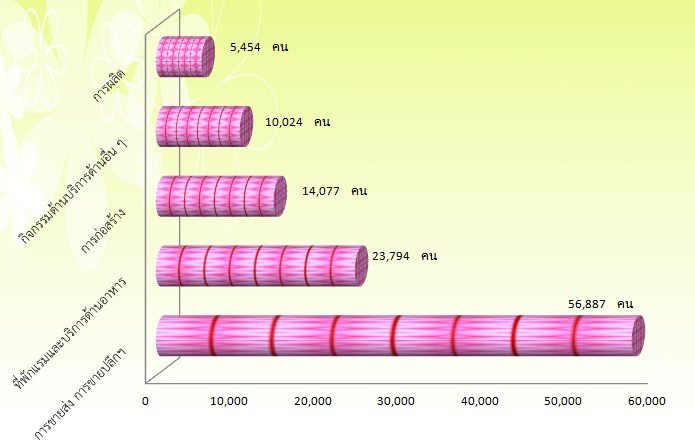 การผลิต
5,454 คน
กิจกรรมด้านบริการด้านอื่น ๆ
10,024 คน
การก่อสร้าง
14,077 คน
ที่พักแรมและบริการด้านอาหาร
23,794 คน
การขายส่ง การขายปลีกฯ
56,887 คน
0 10,000 20,000 30,000 40,000 50,000 60,000